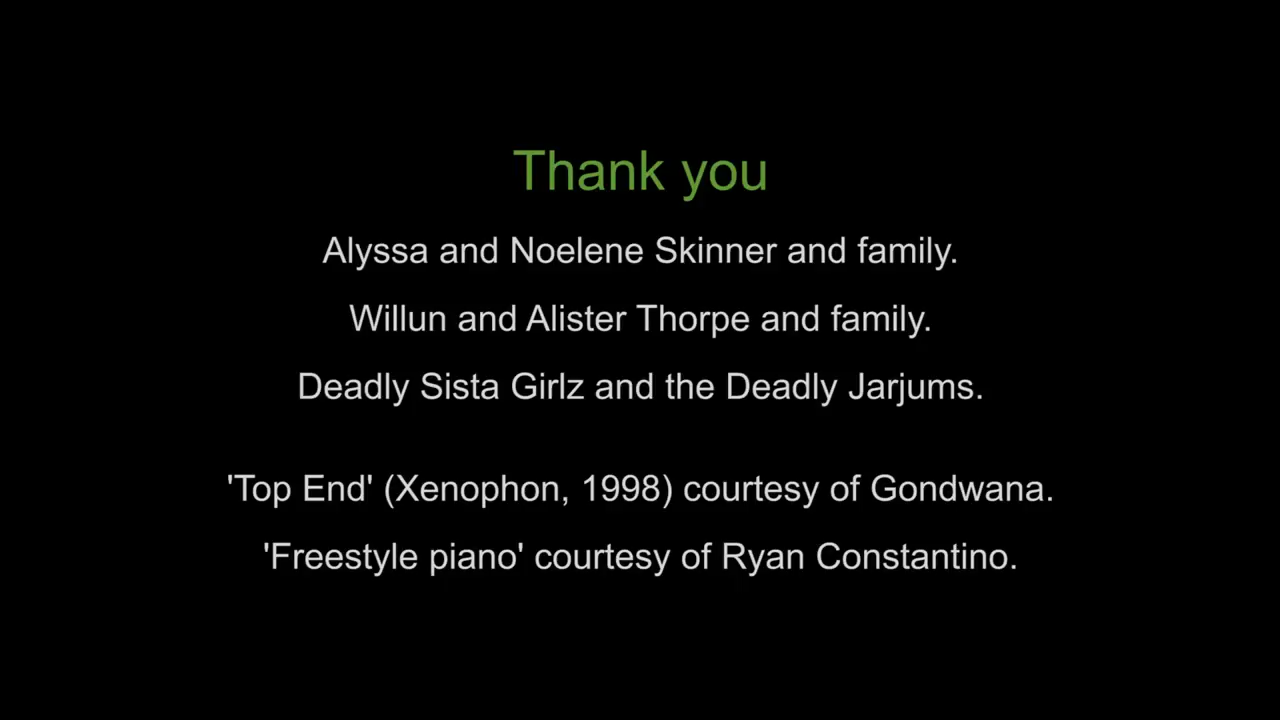 Thank you
Alyssa and Noelene Skinner and family.
Willun and Alister Thorpe and family.
Deadly Sista Girlz and the Deadly Jarjums.
'Top End' (Xenophon, 1998) courtesy of Gondwana.
'Freestyle piano' courtesy of Ryan Constantino.